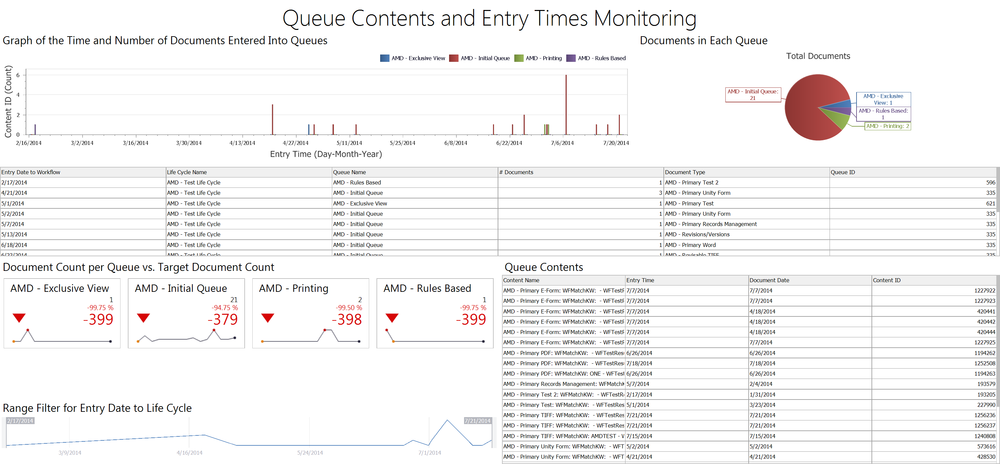 Queue Contents and Entry Times Monitoring
Graph of the Time and Number of Documents Entered Into Queues
AMD - Exclusive View AMD - Initial Queue AMD - Printing AMD - Rules Based
Content ID (Count)
6
4
2
0
2/16/2014 3/2/2014 3/16/2014 3/30/2014 4/13/2014 4/27/2014 5/11/2014 5/25/2014 6/8/2014 6/22/2014 7/6/2014 7/20/2014
Entry Time (Day-Month-Year)
Documents in Each Queue
Total Documents
AMD - Initial Queue:
21
AMD - Exclusive
View: 1
AMD - Rules Based:
1
AMD - Printing: 2
Entry Date to Workflow Life Cycle Name Queue Name # Documents Document Type Queue ID
2/17/2014 AMD - Test Life Cycle AMD - Rules Based 1 AMD - Primary Test 2 596
4/21/2014 AMD - Test Life Cycle AMD - Initial Queue 3 AMD - Primary Unity Form 335
5/1/2014 AMD - Test Life Cycle AMD - Exclusive View 1 AMD - Primary Test 621
5/2/2014 AMD - Test Life Cycle AMD - Initial Queue 1 AMD - Primary Unity Form 335
5/7/2014 AMD - Test Life Cycle AMD - Initial Queue 1 AMD - Primary Records Management 335
5/13/2014 AMD - Test Life Cycle AMD - Initial Queue 1 AMD - Revisions/Versions 335
6/18/2014 AMD - Test Life Cycle AMD - Initial Queue 1 AMD - Primary Word 335
6/23/2014 AMD - Test Life Cycle AMD - Initial Queue 1 AMD - Revisable TIFF 335
Document Count per Queue vs. Target Document Count
AMD - Exclusive View
1
-99.75 %
-399
AMD - Initial Queue
21
-94.75 %
-379
AMD - Printing
2
-99.50 %
-398
AMD - Rules Based
1
-99.75 %
-399
Range Filter for Entry Date to Life Cycle
2/17/2014 7/21/2014
3/9/2014 4/16/2014 5/24/2014 7/1/2014
Queue Contents
Content Name Entry Time Document Date Content ID
AMD - Primary E-Form: WFMatchKW:  - WFTestR 7/7/2014 7/7/2014 1227922
AMD - Primary E-Form: WFMatchKW:  - WFTestR 7/7/2014 7/7/2014 1227923
AMD - Primary E-Form: WFMatchKW:  - WFTestR 7/7/2014 4/18/2014 420441
AMD - Primary E-Form: WFMatchKW:  - WFTestR 7/7/2014 4/18/2014 420442
AMD - Primary E-Form: WFMatchKW:  - WFTestR 7/7/2014 4/18/2014 420444
AMD - Primary E-Form: WFMatchKW:  - WFTestR 7/7/2014 7/7/2014 1227925
AMD - Primary PDF: WFMatchKW:  - WFTestResu 6/26/2014 6/26/2014 1194262
AMD - Primary PDF: WFMatchKW:  - WFTestResu 7/18/2014 7/18/2014 1252508
AMD - Primary PDF: WFMatchKW: ONE - WFTest 6/26/2014 6/26/2014 1194263
AMD - Primary Records Management: WFMatchK 5/7/2014 2/4/2014 193579
AMD - Primary Test 2: WFMatchKW:  - WFTestRe 2/17/2014 1/31/2014 193205
AMD - Primary Test: WFMatchKW:  - WFTestRes 5/1/2014 3/23/2014 227990
AMD - Primary TIFF: WFMatchKW:  - WFTestRes 7/21/2014 7/21/2014 1256236
AMD - Primary TIFF: WFMatchKW:  - WFTestRes 7/21/2014 7/21/2014 1256237
AMD - Primary TIFF: WFMatchKW: AMDTEST - W 7/15/2014 7/15/2014 1240808
AMD - Primary Unity Form: WFMatchKW:  - WFT 5/2/2014 5/2/2014 573616
AMD - Primary Unity Form: WFMatchKW:  - WFT 4/21/2014 4/21/2014 428530